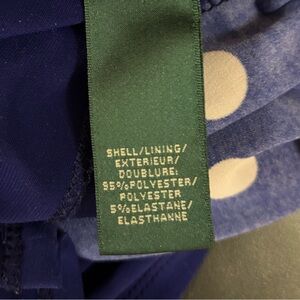 SHELL/LINING/
EXTERIEUR/
DOUBLURE:
95%POLYESTER/
POLYESTER
5%ELASTANE/
ELASTHANNE